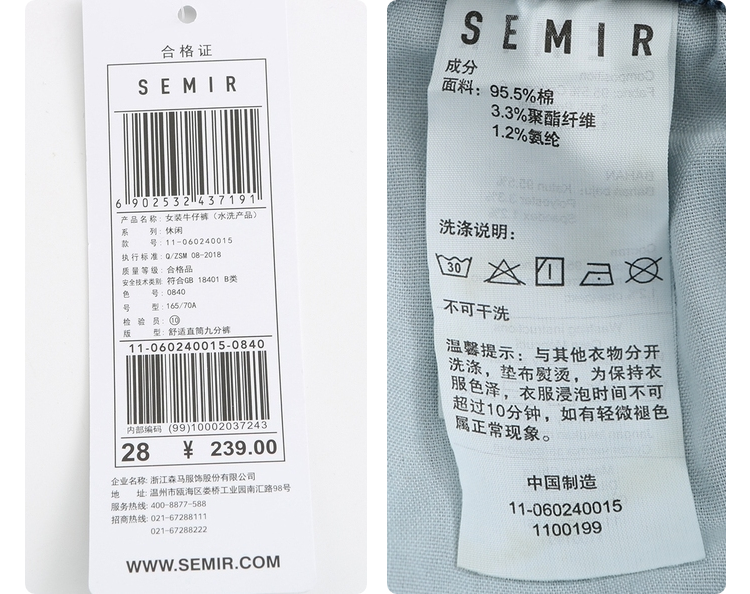 合格证
SEMIR
6 902532 437191
产品名称: 女装牛仔裤（水洗产品）
系 列: 休闲
款 号: 11-060240015
执行标准: Q/ZSM 08-2018
质量等级: 合格品
安全技术类别: 符合GB 18401 B类
色 号: 0840
号 型: 165/70A
检 验 员: ⑩
版 型: 舒适直筒九分裤
11-060240015-0840
内部编码 (99)10002037243
28 ¥ 239.00
企业名称: 浙江森马服饰股份有限公司
地 址: 温州市瓯海区娄桥工业园南汇路98号
服务热线: 400-8877-588
招商热线: 021-67288111
021-67288222
WWW.SEMIR.COM
SEMIR
成分
面料: 95.5%棉
3.3%聚酯纤维
1.2%氨纶
洗涤说明:
30
不可干洗
温馨提示: 与其他衣物分开
洗涤，垫布熨烫，为保持衣
服色泽，衣服浸泡时间不可
超过10分钟，如有轻微褪色
属正常现象。
中国制造
11-060240015
1100199